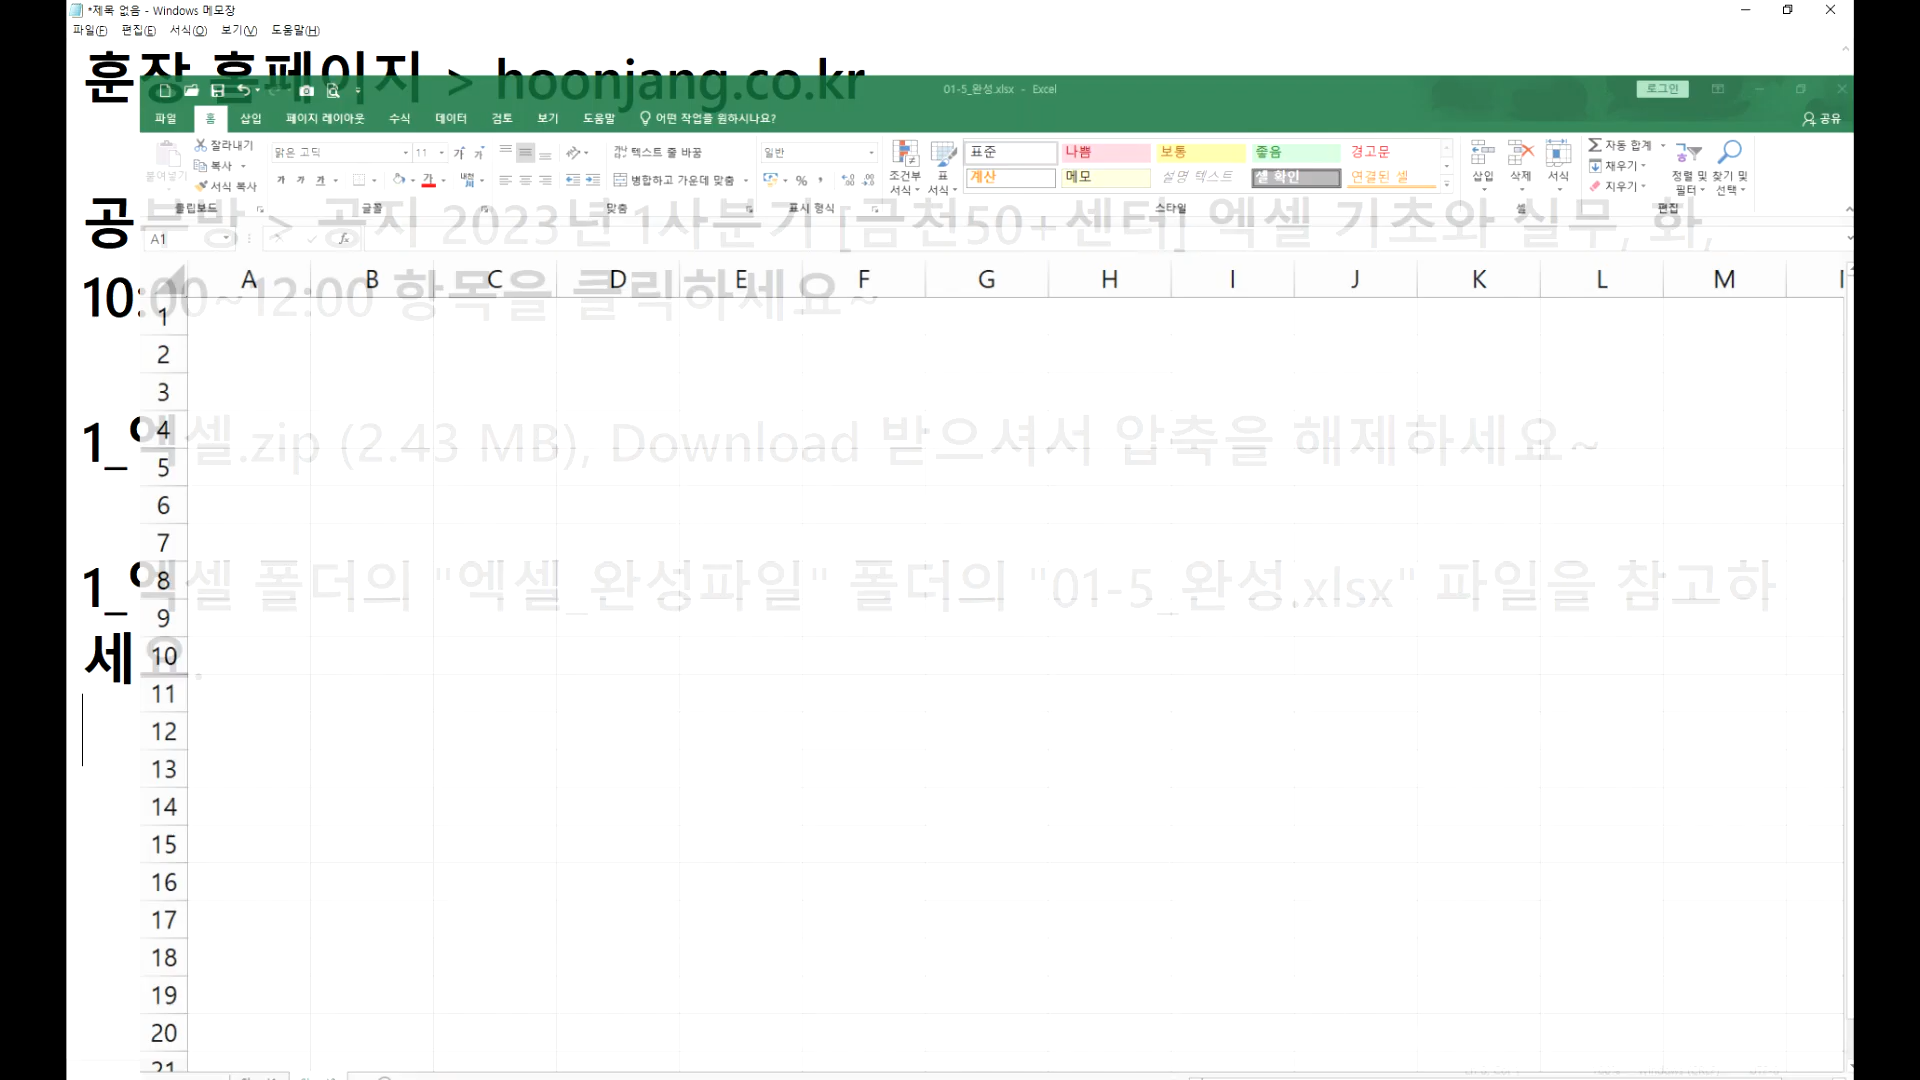 *제목 없음 - Windows 메모장
파일(F) 편집(E) 서식(O) 보기(V) 도움말(H)
훈장 홈페이지 > hoonjang.co.kr
01-5_완성.xlsx - Excel
로그인
파일 홈 삽입 페이지 레이아웃 수식 데이터 검토 보기 도움말 어떤 작업을 원하시나요?
공유
붙여넣기
잘라내기
복사
서식 복사
클립보드
맑은 고딕 11
가 가 가
글꼴
텍스트 줄 바꿈
병합하고 가운데 맞춤
맞춤
일반
표시 형식
조건부 서식
표 서식
표준 나쁨 보통 좋음 경고문
계산 메모 설명 텍스트 셀 확인 연결된 셀
스타일
삽입 삭제 서식
셀
자동 합계
채우기
지우기
정렬 및 필터
찾기 및 선택
편집
공부방 > 공지 2023년 1사분기 [금천50+센터] 엑셀 기초와 실무, 화,
A1
fx
10:00~12:00 항목을 클릭하세요~
A B C D E F G H I J K L M
1
2
3
4
1_엑셀.zip (2.43 MB), Download 받으셔서 압축을 해제하세요~
5
6
7
8
1_엑셀 폴더의 "엑셀_완성파일" 폴더의 "01-5_완성.xlsx" 파일을 참고하
9
세요.
10
11
12
13
14
15
16
17
18
19
20
21